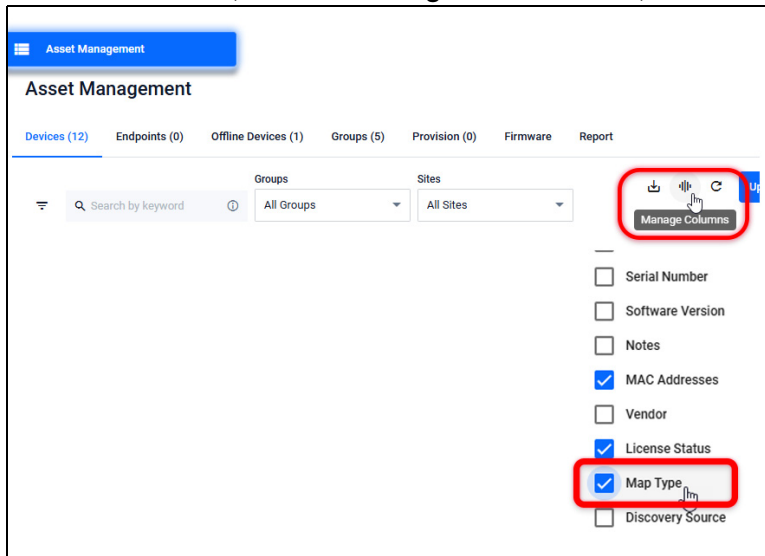 Asset Management
Asset Management
Devices (12) Endpoints (0) Offline Devices (1) Groups (5) Provision (0) Firmware Report
Groups Sites
Search by keyword All Groups All Sites
Manage Columns
Serial Number
Software Version
Notes
MAC Addresses
Vendor
License Status
Map Type
Discovery Source